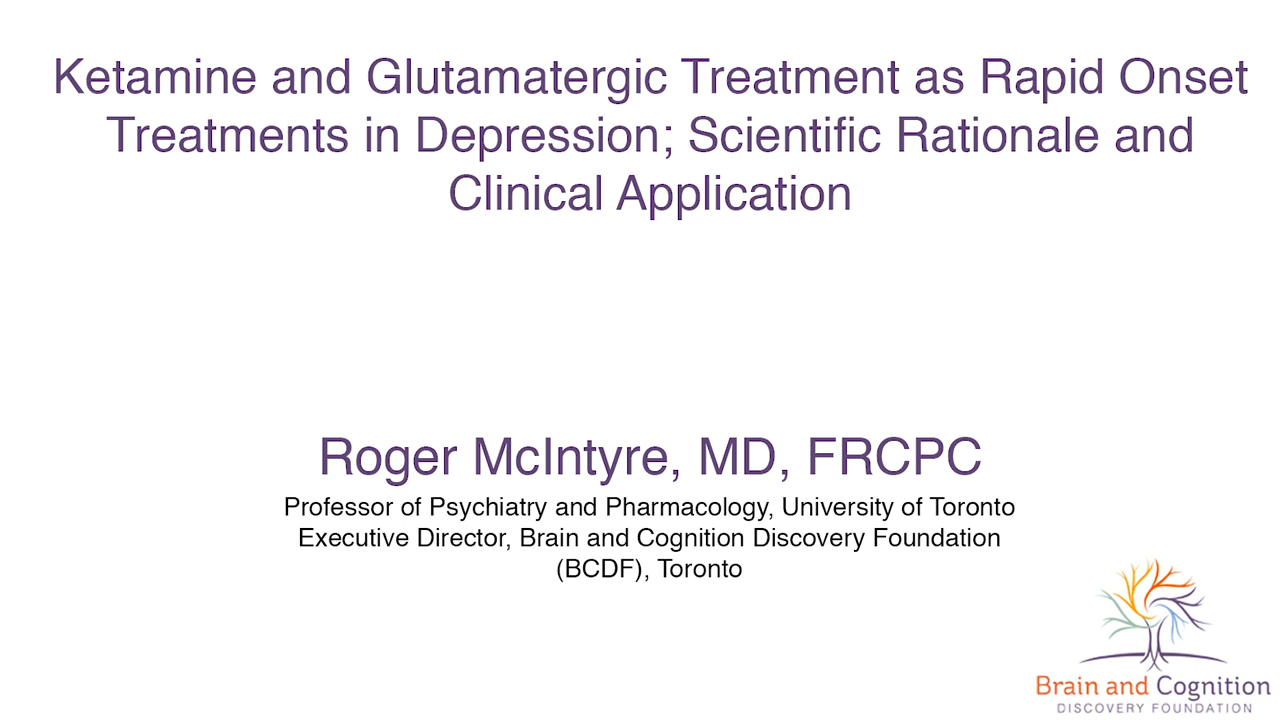 Ketamine and Glutamatergic Treatment as Rapid Onset
Treatments in Depression; Scientific Rationale and
Clinical Application
Roger McIntyre, MD, FRCPC
Professor of Psychiatry and Pharmacology, University of Toronto
Executive Director, Brain and Cognition Discovery Foundation
(BCDF), Toronto
Brain and Cognition
DISCOVERY FOUNDATION